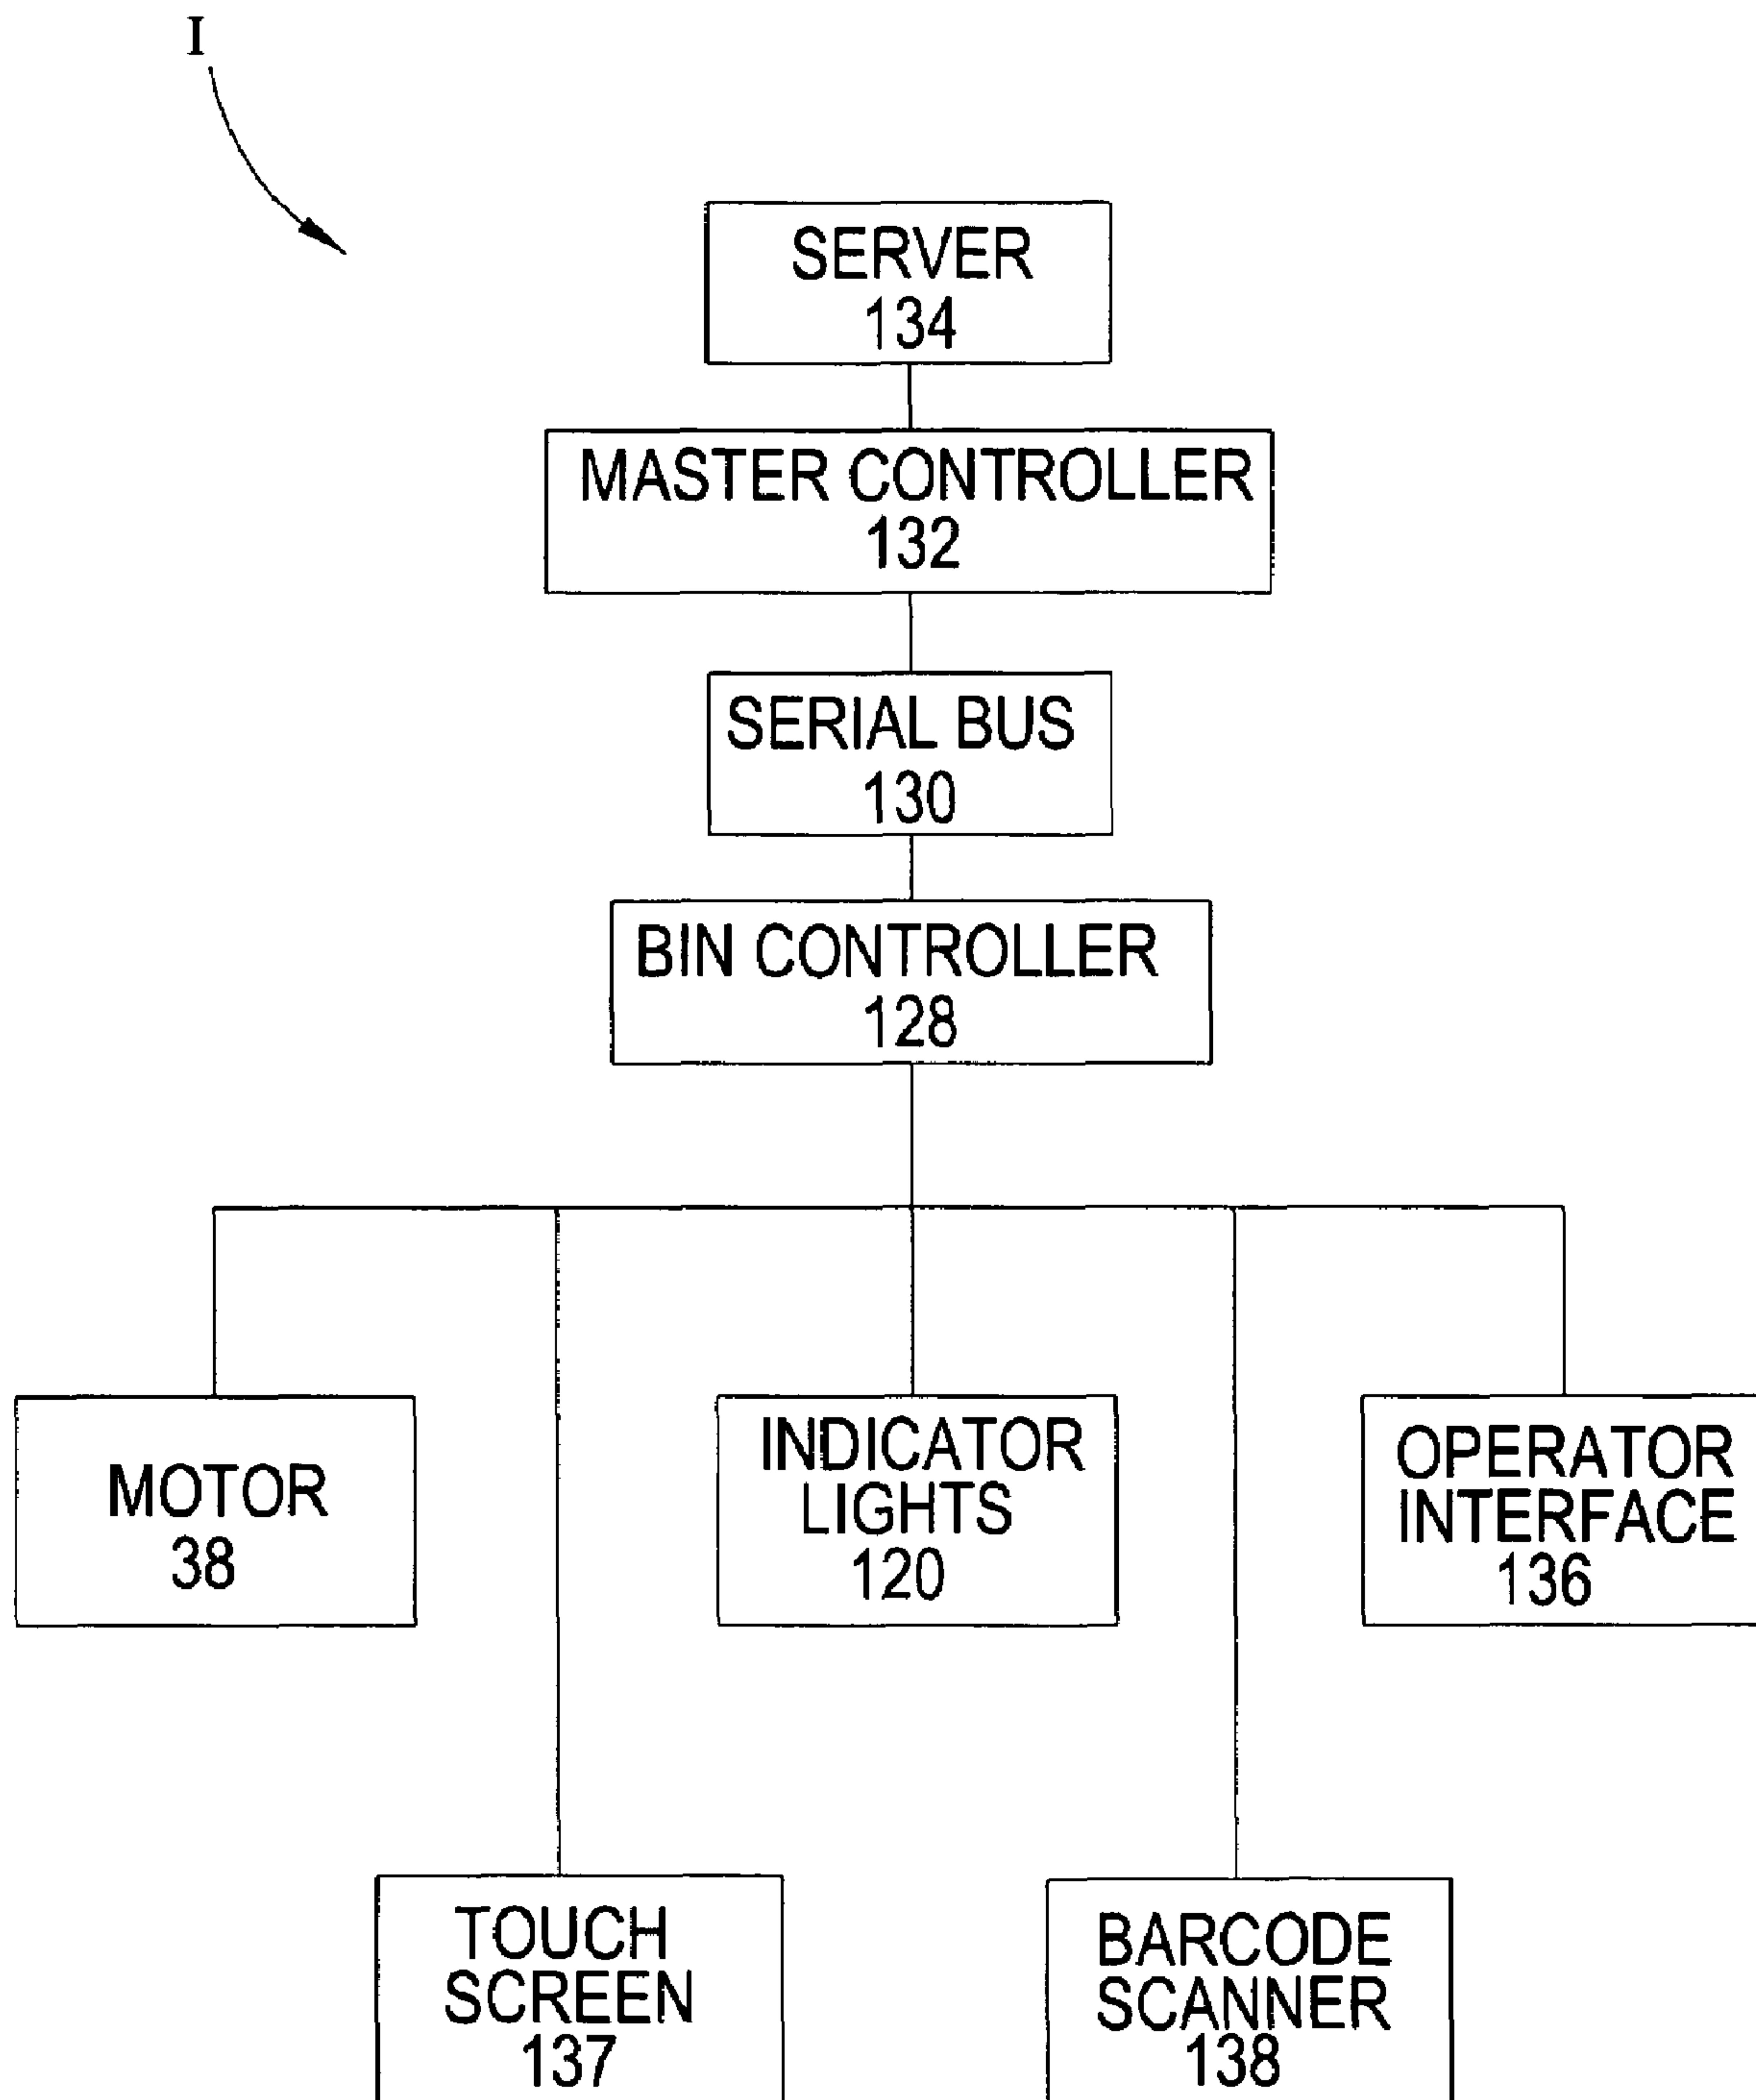 I
SERVER
134
MASTER CONTROLLER
132
SERIAL BUS
130
BIN CONTROLLER
128
MOTOR
38
INDICATOR
LIGHTS
120
OPERATOR
INTERFACE
136
TOUCH
SCREEN
137
BARCODE
SCANNER
138